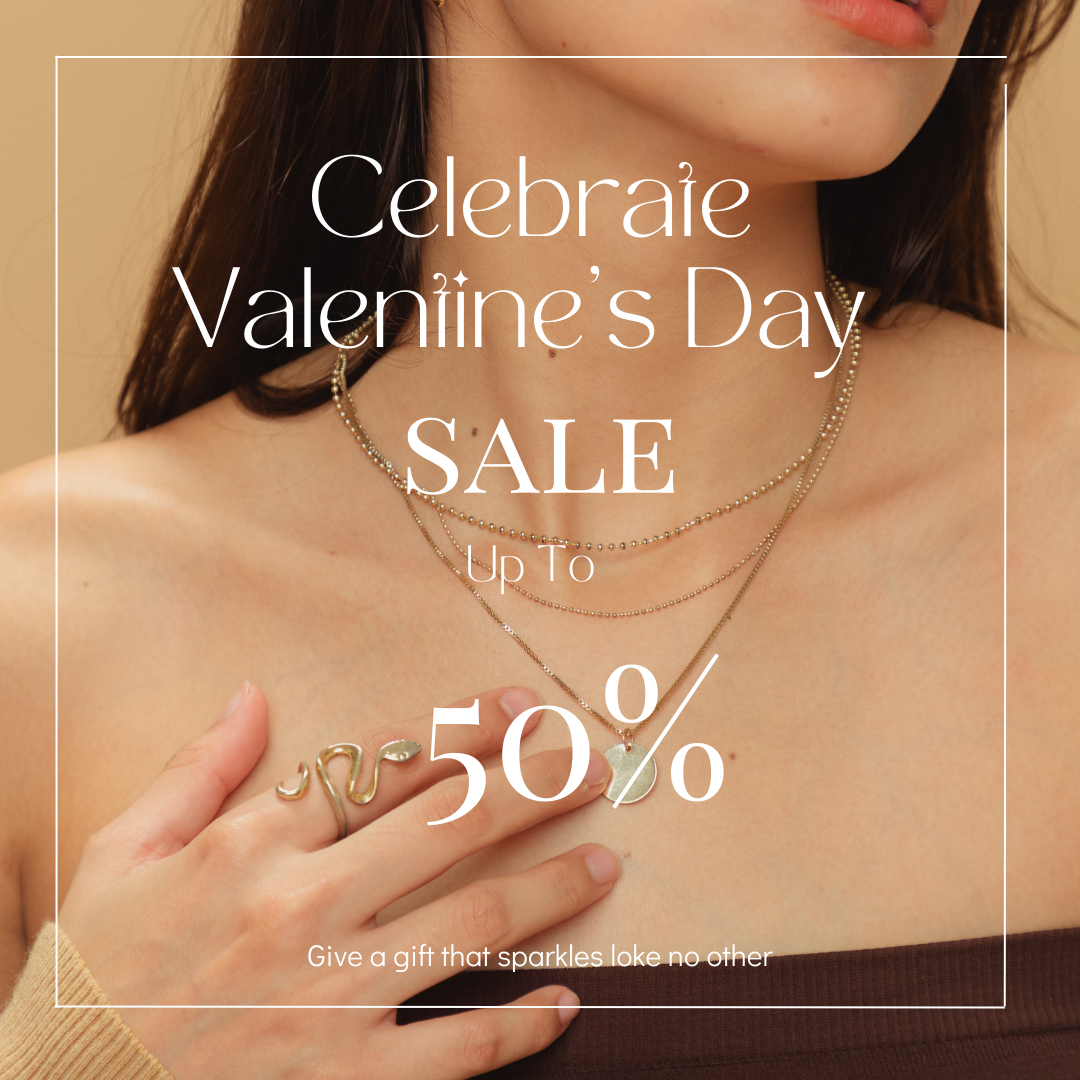 Celebrate
Valentine's Day
SALE
Up To
50%
Give a gift that sparkles loke no other